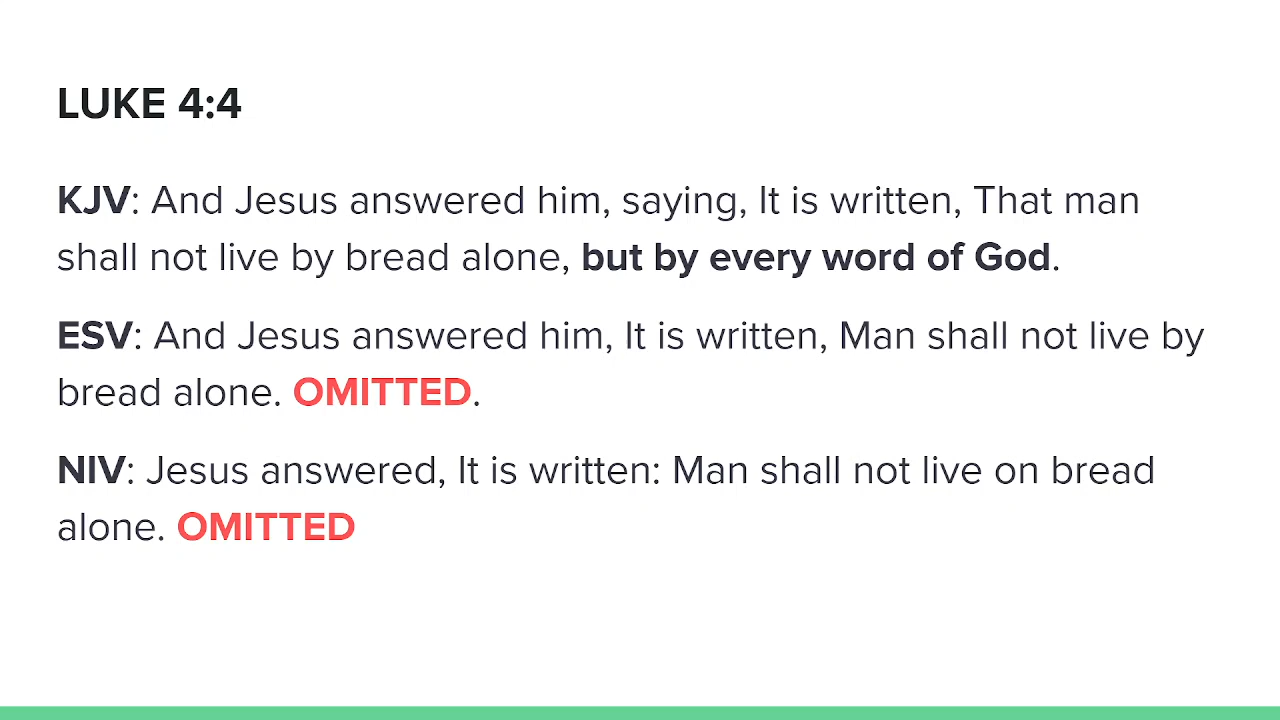 LUKE 4:4
KJV: And Jesus answered him, saying, It is written, That man
shall not live by bread alone, but by every word of God.
ESV: And Jesus answered him, It is written, Man shall not live by
bread alone. OMITTED.
NIV: Jesus answered, It is written: Man shall not live on bread
alone. OMITTED